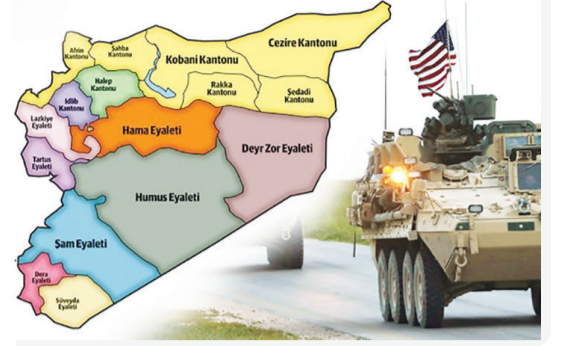 Cezire Kantonu
Afrin
Kantonu
Şahba
Kantonu
Kobani Kantonu
Halep
Kantonu
Rakka
Kantonu
Şedadi
Kantonu
İdlib
Kantonu
Lazkiye
Eyaleti
Hama Eyaleti
Deyr Zor Eyaleti
Tartus
Eyaleti
Humus Eyaleti
Şam Eyaleti
Dera
Eyaleti
Süveyda
Eyaleti